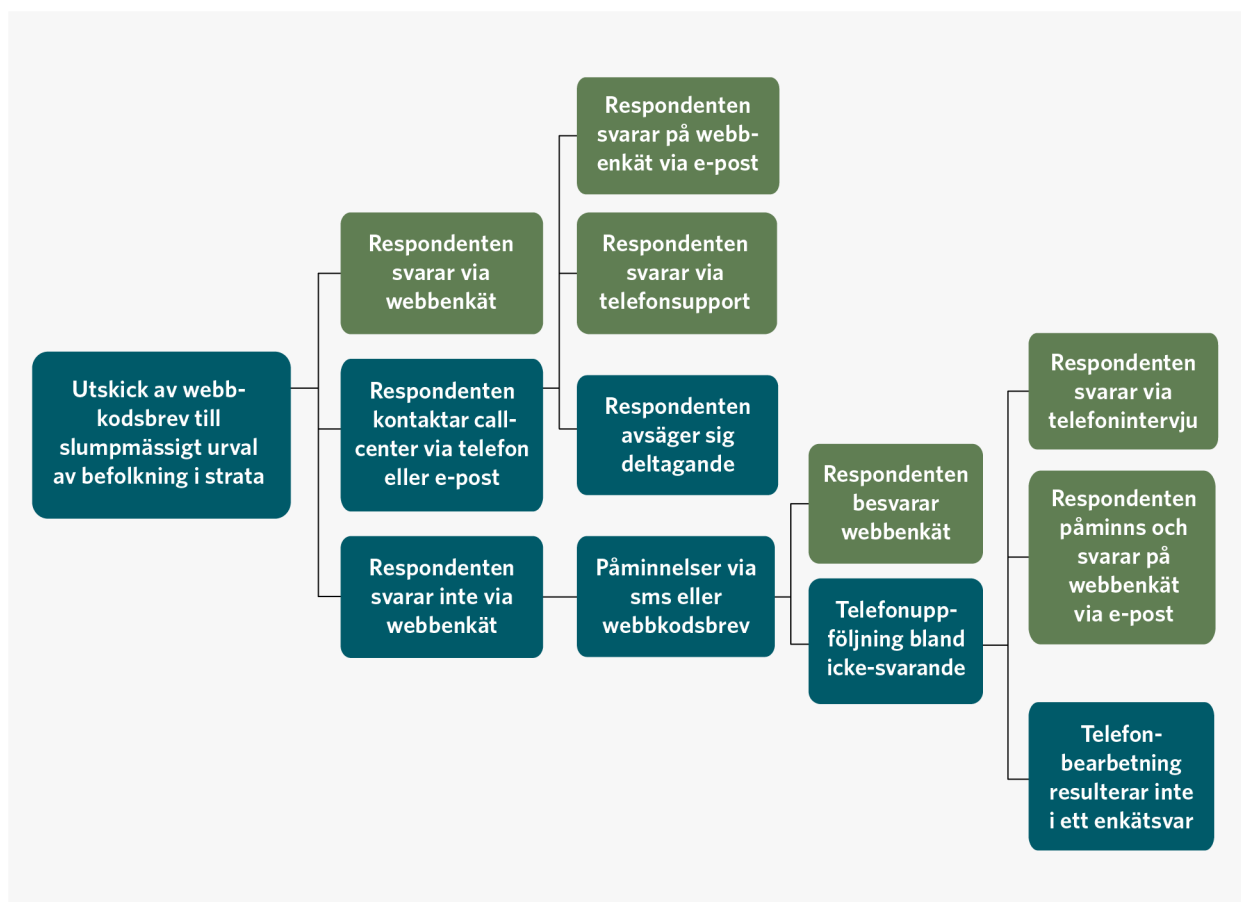 Utskick av webb-
kodsbrev till
slumpmässigt urval
av befolkning i strata
Respondenten
svarar via
webbenkät
Respondenten
kontaktar call-
center via telefon
eller e-post
Respondenten
svarar inte via
webbenkät
Respondenten
svarar på webb-
enkät via e-post
Respondenten
svarar via
telefonsupport
Respondenten
avsäger sig
deltagande
Påminnelser via
sms eller
webbkodsbrev
Respondenten
besvarar
webbenkät
Telefonupp-
följning bland
icke-svarande
Respondenten
svarar via
telefonintervju
Respondenten
påminns och
svarar på
webbenkät
via e-post
Telefon-
bearbetning
resulterar inte
i ett enkätsvar